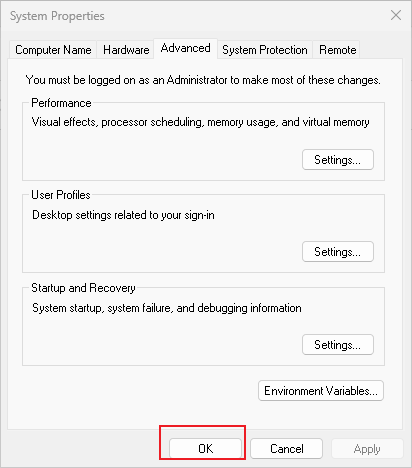 System Properties
Computer Name Hardware Advanced System Protection Remote
You must be logged on as an Administrator to make most of these changes.
Performance
Visual effects, processor scheduling, memory usage, and virtual memory
Settings...
User Profiles
Desktop settings related to your sign-in
Settings...
Startup and Recovery
System startup, system failure, and debugging information
Settings...
Environment Variables...
OK Cancel Apply